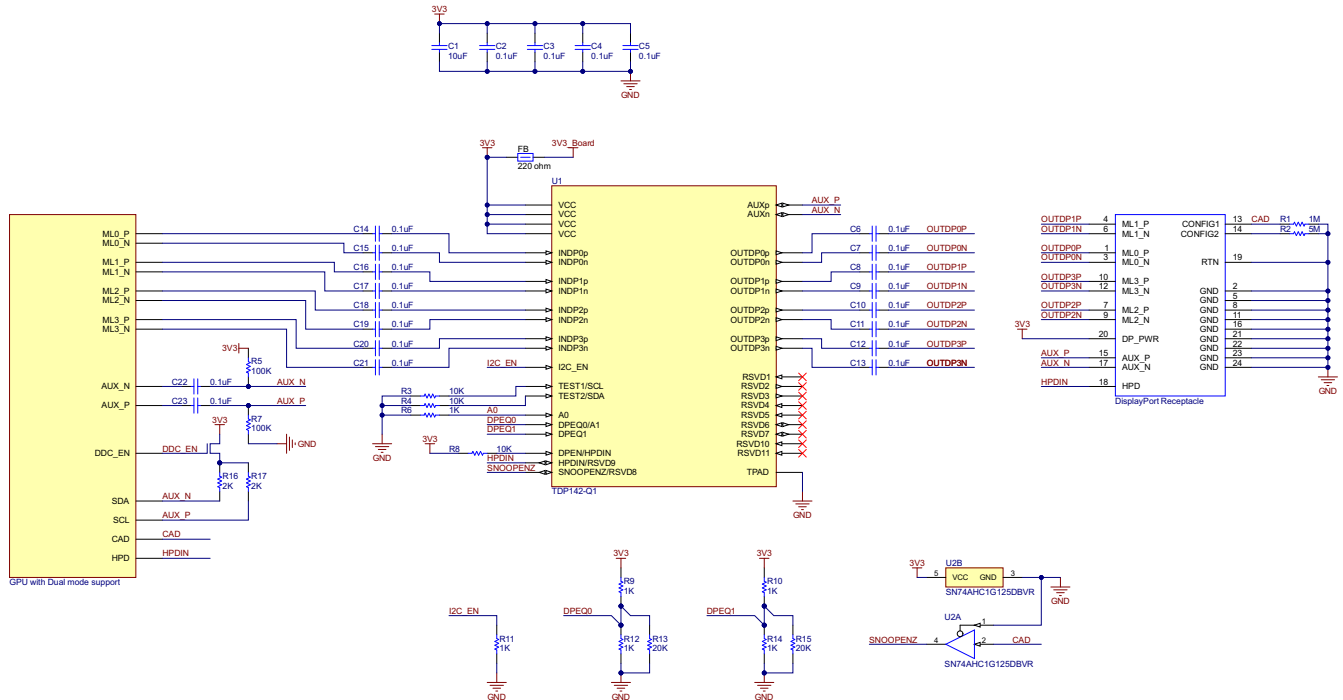 3V3
C1
10uF
C2
0.1uF
C3
0.1uF
C4
0.1uF
C5
0.1uF
GND
3V3
FB
220 ohm
3V3_Board
U1
VCC
VCC
VCC
VCC
INDP0p
INDP0n
INDP1p
INDP1n
INDP2p
INDP2n
INDP3p
INDP3n
I2C_EN
TEST1/SCL
TEST2/SDA
A0
DPEQ0/A1
DPEQ1
DPEN/HPDIN
HPDIN/RSVD9
SNOOPENZ/RSVD8
AUXp
AUXn
OUTDP0p
OUTDP0n
OUTDP1p
OUTDP1n
OUTDP2p
OUTDP2n
OUTDP3p
OUTDP3n
RSVD1
RSVD2
RSVD3
RSVD4
RSVD5
RSVD6
RSVD7
RSVD10
RSVD11
TPAD
TDP142-Q1
GND
AUX_P
AUX_N
C6 0.1uF OUTDP0P
C7 0.1uF OUTDP0N
C8 0.1uF OUTDP1P
C9 0.1uF OUTDP1N
C10 0.1uF OUTDP2P
C11 0.1uF OUTDP2N
C12 0.1uF OUTDP3P
C13 0.1uF OUTDP3N
ML0_P
ML0_N
ML1_P
ML1_N
ML2_P
ML2_N
ML3_P
ML3_N
AUX_N
AUX_P
DDC_EN
SDA
SCL
CAD
HPD
GPU with Dual mode support
C14 0.1uF
C15 0.1uF
C16 0.1uF
C17 0.1uF
C18 0.1uF
C19 0.1uF
C20 0.1uF
C21 0.1uF
3V3
R5
100K
C22 0.1uF AUX_N
C23 0.1uF AUX_P
3V3
R7
100K
GND
DDC_EN
R16
2K
R17
2K
AUX_N
AUX_P
CAD
HPDIN
I2C_EN
R3 10K
R4 10K
R6 1K
A0
DPEQ0
DPEQ1
GND
3V3
R8 10K
HPDIN
SNOOPENZ
OUTDP1P 4 ML1_P
OUTDP1N 6 ML1_N
OUTDP0P 1 ML0_P
OUTDP0N 3 ML0_N
OUTDP3P 10 ML3_P
OUTDP3N 12 ML3_N
OUTDP2P 7 ML2_P
OUTDP2N 9 ML2_N
3V3 20 DP_PWR
AUX_P 15 AUX_P
AUX_N 17 AUX_N
HPDIN 18 HPD
CONFIG1 13 CAD R1 1M
CONFIG2 14 R2 5M
RTN 19
GND 2
GND 5
GND 8
GND 11
GND 16
GND 21
GND 22
GND 23
GND 24
GND
DisplayPort Receptacle
I2C_EN
R11
1K
GND
3V3
R9
1K
DPEQ0
R12
1K
R13
20K
GND
3V3
R10
1K
DPEQ1
R14
1K
R15
20K
GND
3V3
U2B
5 VCC GND 3
SN74AHC1G125DBVR
GND
U2A
1
SNOOPENZ 4 2 CAD
SN74AHC1G125DBVR